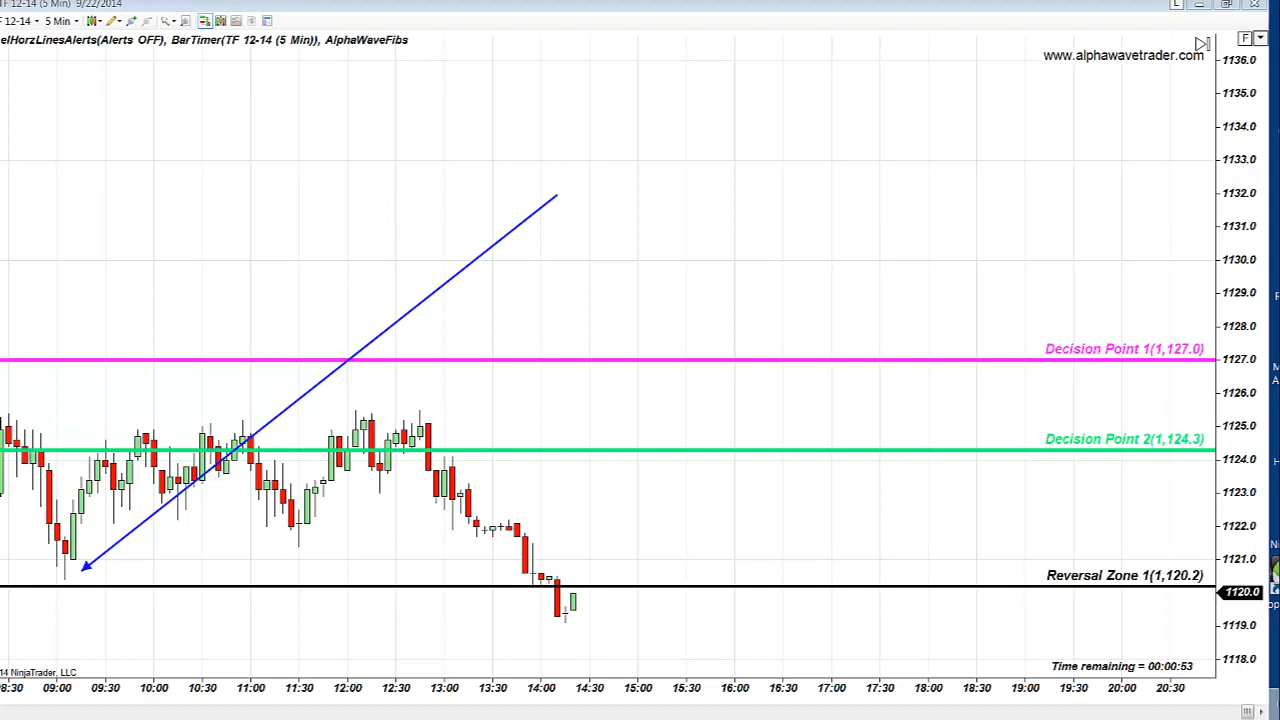 TF 12-14 (5 Min) 9/22/2014
12-14 5 Min
elHorzLinesAlerts(Alerts OFF), BarTimer(TF 12-14 (5 Min)), AlphaWaveFibs
F
www.alphawavetrader.com
1136.0
1135.0
1134.0
1133.0
1132.0
1131.0
1130.0
1129.0
1128.0
Decision Point 1(1,127.0)
1127.0
1126.0
1125.0
Decision Point 2(1,124.3)
1124.0
1123.0
1122.0
1121.0
Reversal Zone 1(1,120.2)
1120.0
1119.0
1118.0
Time remaining = 00:00:53
14 NinjaTrader, LLC
8:30 09:00 09:30 10:00 10:30 11:00 11:30 12:00 12:30 13:00 13:30 14:00 14:30 15:00 15:30 16:00 16:30 17:00 17:30 18:00 18:30 19:00 19:30 20:00 20:30